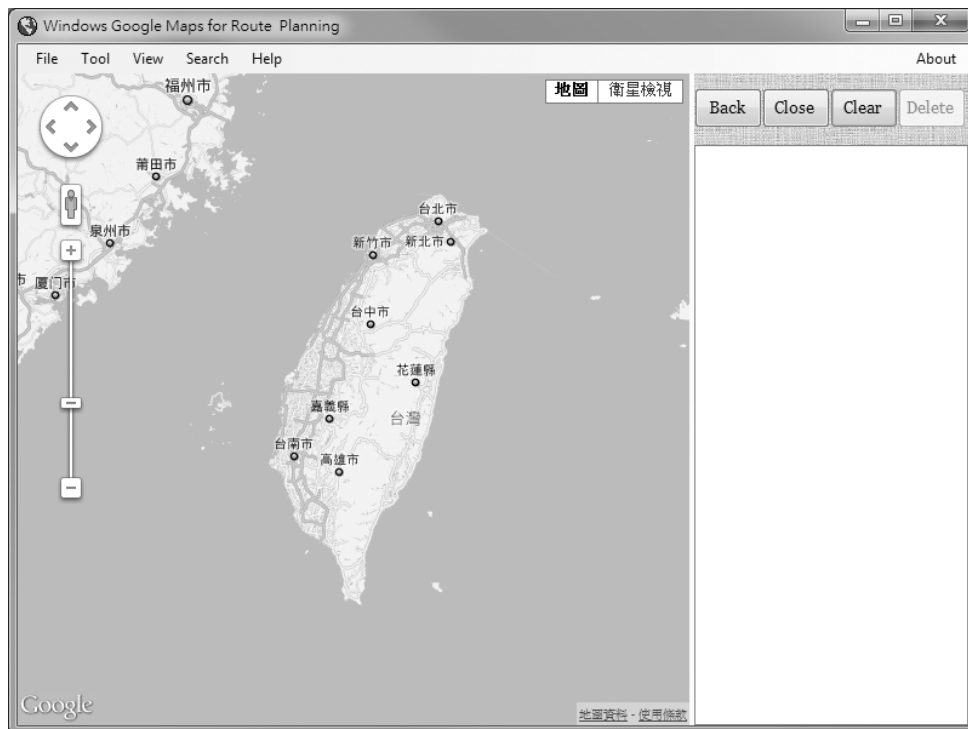 Windows Google Maps for Route Planning
File Tool View Search Help About
Back Close Clear Delete
地圖 衛星檢視
福州市
莆田市
泉州市
市 厦门市
台北市
新竹市 新北市
台中市
花蓮縣
嘉義縣
台灣
台南市
高雄市
Google
地圖資料 - 使用條款